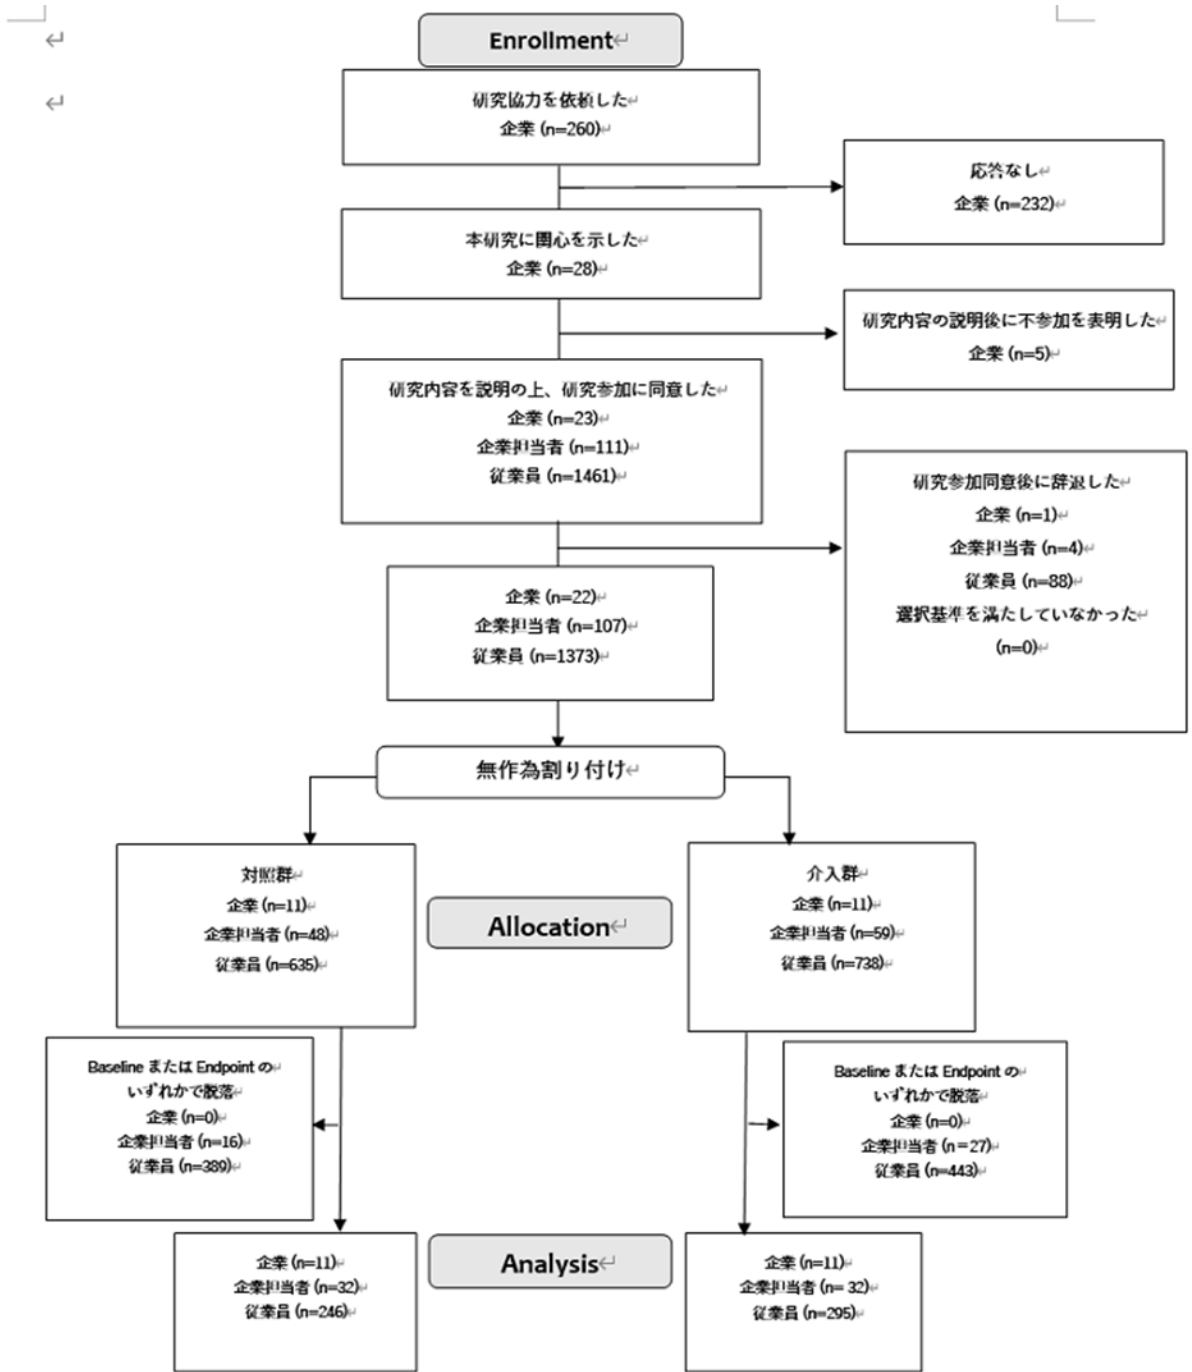 Enrollment↵
研究協力を依頼した↵
企業 (n=260)↵
応答なし↵
企業 (n=232)↵
本研究に関心を示した↵
企業 (n=28)↵
研究内容の説明後に不参加を表明した↵
企業 (n=5)↵
研究内容を説明の上、研究参加に同意した↵
企業 (n=23)↵
企業担当者 (n=111)↵
従業員 (n=1461)↵
研究参加同意後に辞退した↵
企業 (n=1)↵
企業担当者 (n=4)↵
従業員 (n=88)↵
選択基準を満たしていなかった↵
(n=0)↵
企業 (n=22)↵
企業担当者 (n=107)↵
従業員 (n=1373)↵
無作為割り付け↵
対照群↵
企業 (n=11)↵
企業担当者 (n=48)↵
従業員 (n=635)↵
Allocation↵
介入群↵
企業 (n=11)↵
企業担当者 (n=59)↵
従業員 (n=738)↵
Baseline または Endpoint の↵
いずれかで脱落↵
企業 (n=0)↵
企業担当者 (n=16)↵
従業員 (n=389)↵
Baseline または Endpoint の↵
いずれかで脱落↵
企業 (n=0)↵
企業担当者 (n=27)↵
従業員 (n=443)↵
企業 (n=11)↵
企業担当者 (n=32)↵
従業員 (n=246)↵
Analysis↵
企業 (n=11)↵
企業担当者 (n= 32)↵
従業員 (n=295)↵